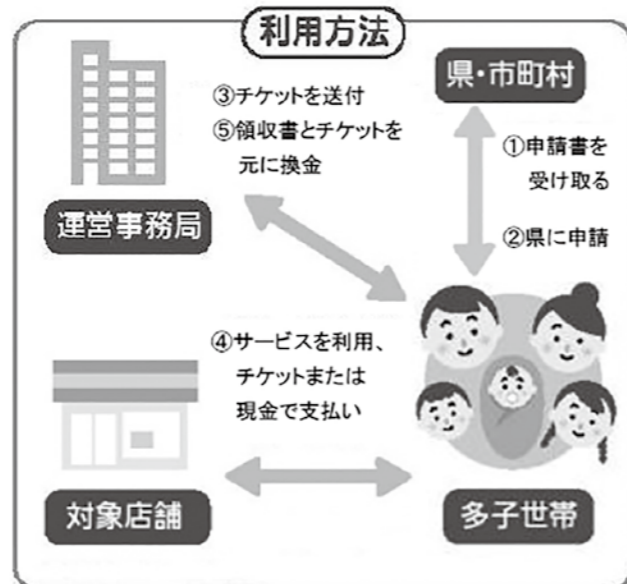 利用方法
県・市町村
③チケットを送付
⑤領収書とチケットを
元に換金
①申請書を
受け取る
②県に申請
運営事務局
④サービスを利用、
チケットまたは
現金で支払い
対象店舗
多子世帯